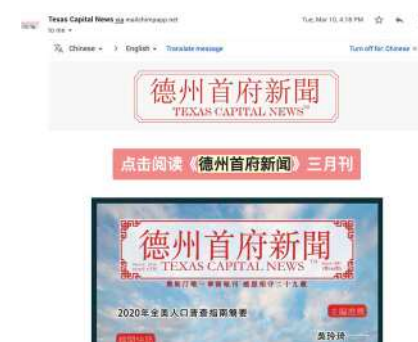 Texas Capital News via mailchimpapp.net
Tue, Mar 10, 4:18 PM
to me
Chinese > English Translate message
Turn off for: Chinese ×
德州首府新聞
TEXAS CAPITAL NEWS
点击阅读《德州首府新闻》三月刊
德州首府新聞
TEXAS CAPITAL NEWS
2020年全美人口普查指南簡要